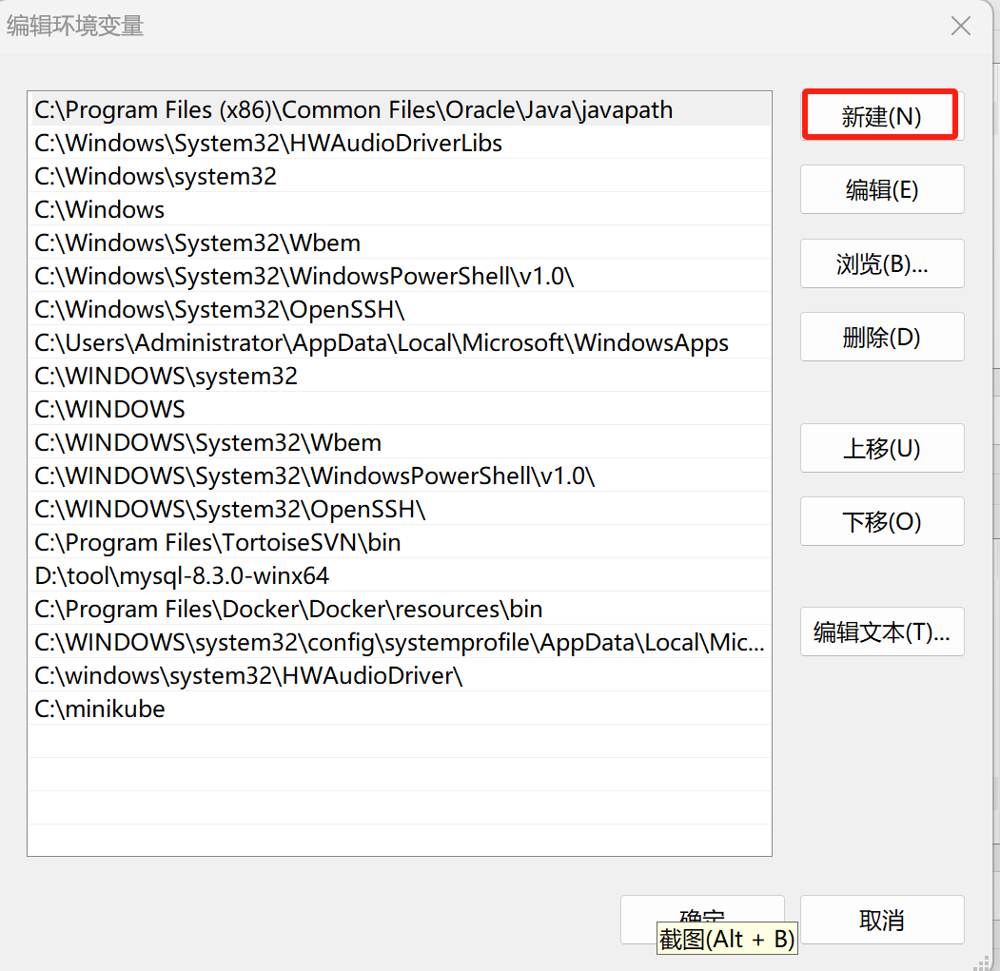 编辑环境变量
C:\Program Files (x86)\Common Files\Oracle\Java\javapath
C:\Windows\System32\HWAudioDriverLibs
C:\Windows\system32
C:\Windows
C:\Windows\System32\Wbem
C:\Windows\System32\WindowsPowerShell\v1.0\
C:\Windows\System32\OpenSSH\
C:\Users\Administrator\AppData\Local\Microsoft\WindowsApps
C:\WINDOWS\system32
C:\WINDOWS
C:\WINDOWS\System32\Wbem
C:\WINDOWS\System32\WindowsPowerShell\v1.0\
C:\WINDOWS\System32\OpenSSH\
C:\Program Files\TortoiseSVN\bin
D:\tool\mysql-8.3.0-winx64
C:\Program Files\Docker\Docker\resources\bin
C:\WINDOWS\system32\config\systemprofile\AppData\Local\Mic...
C:\windows\system32\HWAudioDriver\
C:\minikube
新建(N)
编辑(E)
浏览(B)...
删除(D)
上移(U)
下移(O)
编辑文本(T)...
确定
取消
截图(Alt + B)